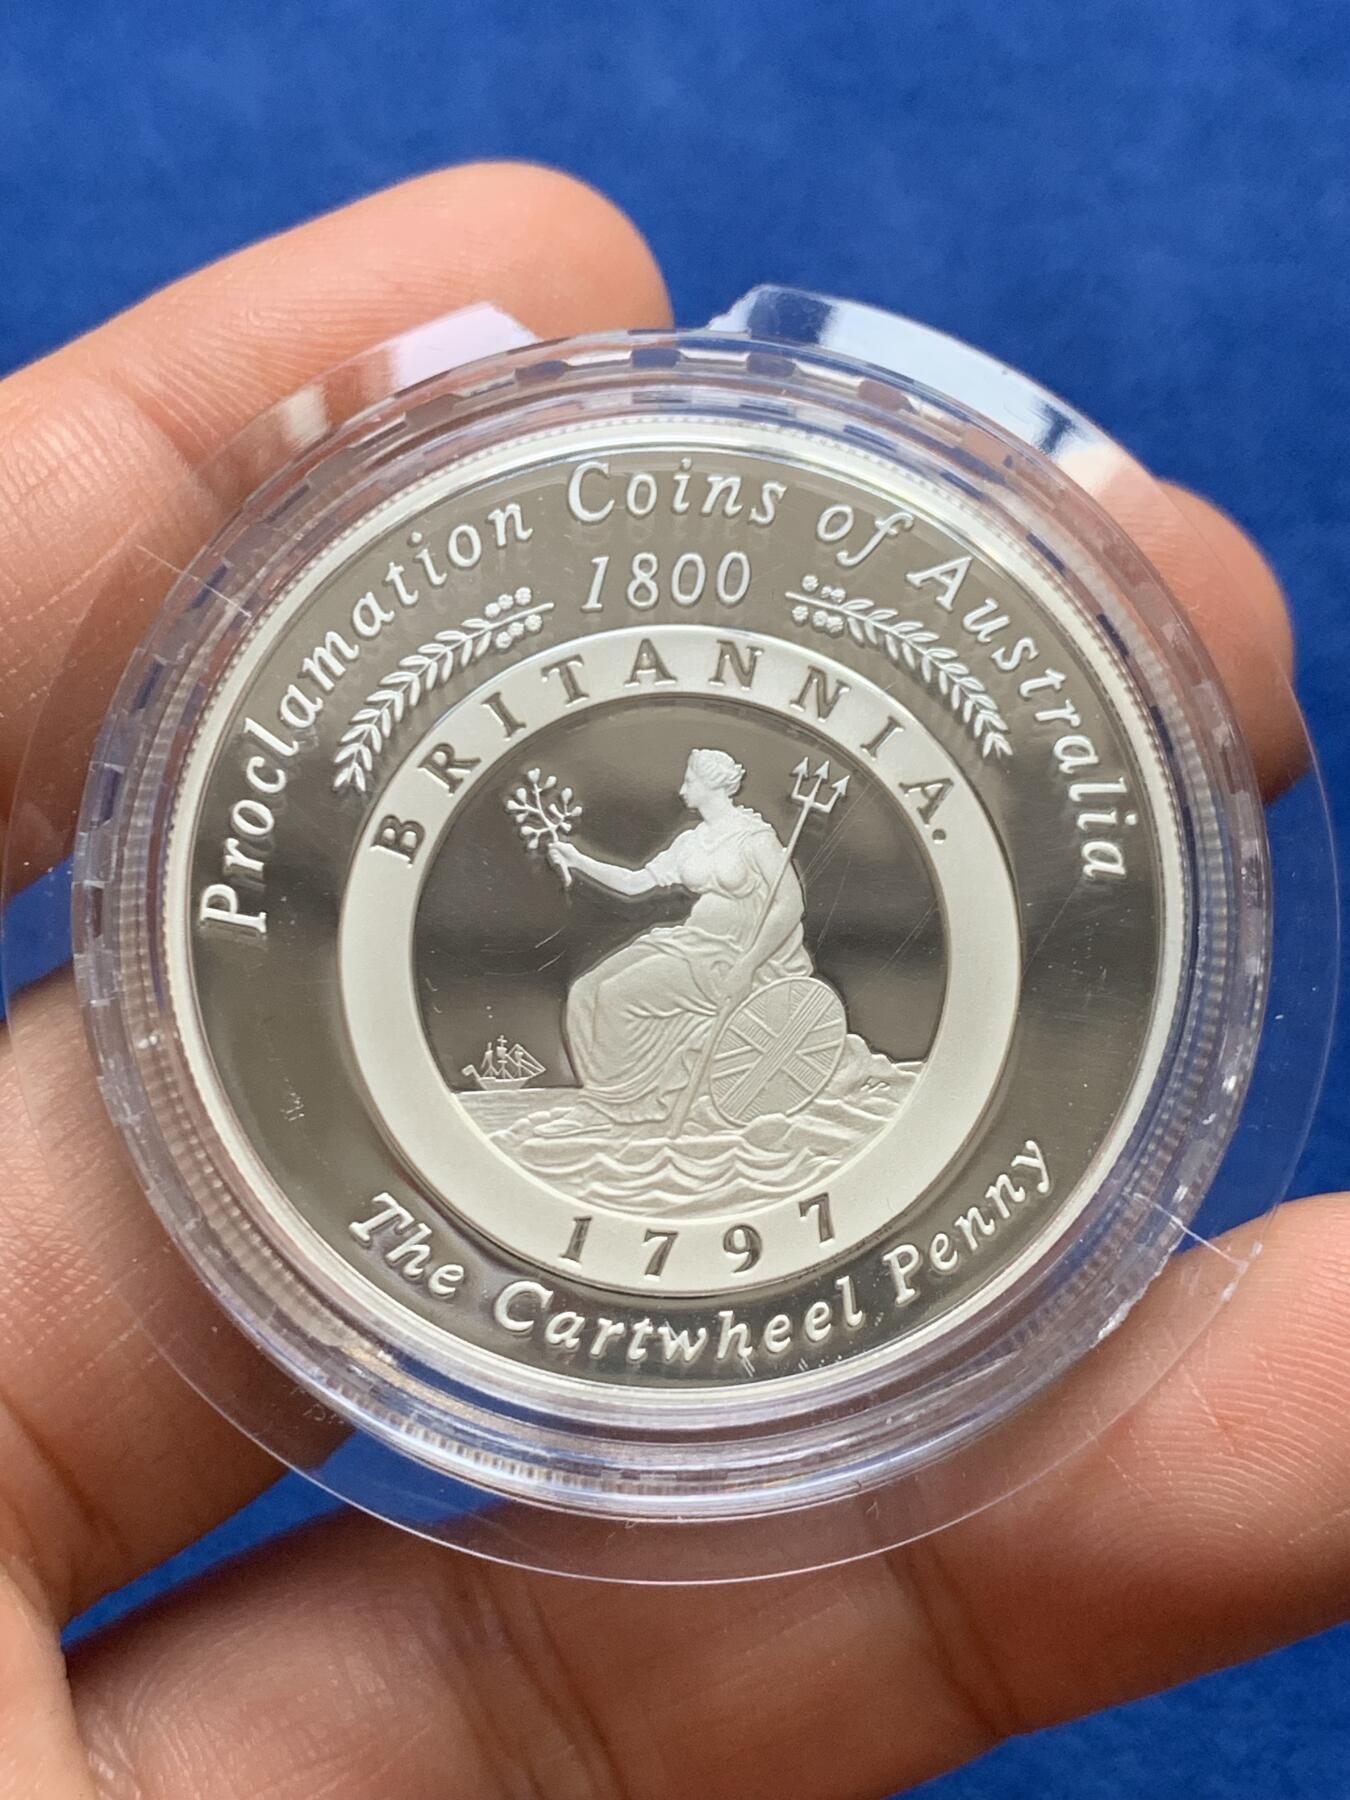 Proclamation Coins of Australia
1800
BRITANNIA.
1797
The Cartwheel Penny